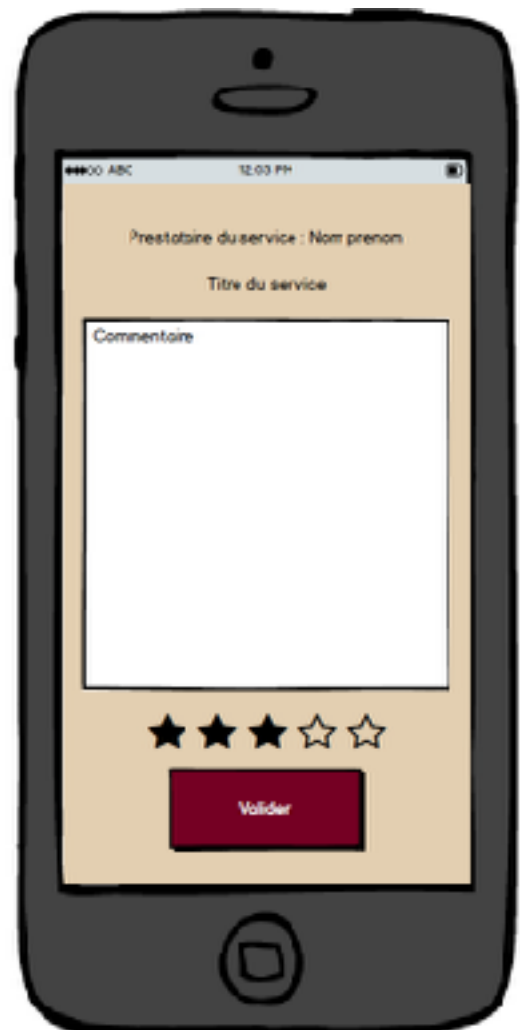 ABC 12:03 PM
Prestataire du service : Nom prenom
Titre du service
Commentaire
Valider